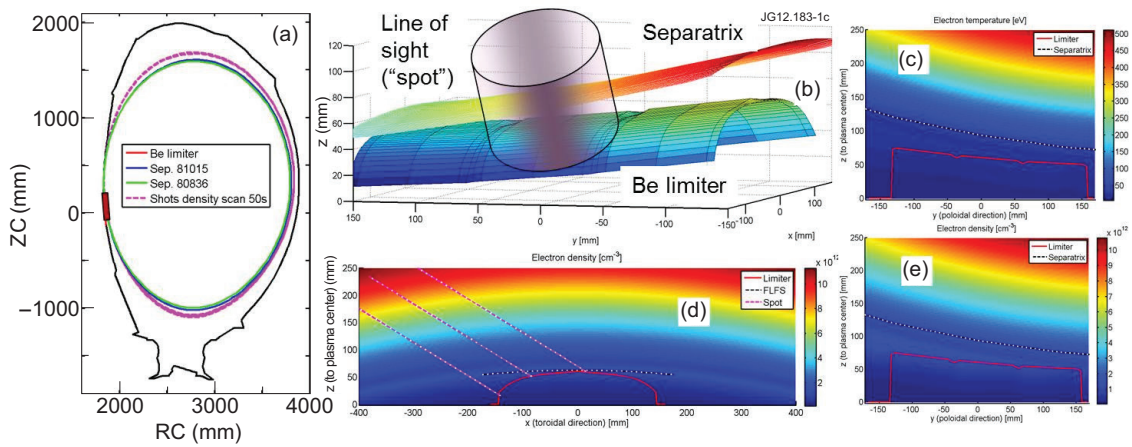 (a)
2000
1000
0
−1000
ZC (mm)
Be limiter
Sep. 81015
Sep. 80836
Shots density scan 50s
2000
3000
4000
RC (mm)
Line of
sight
("spot")
Separatrix
JG12.183-1c
(b)
Be limiter
120
100
80
60
40
20
0
z (mm)
150
100
50
0
-50
-100
-150
y [mm]
-100
0
100
x [mm]
Electron temperature [eV]
(c)
Limiter
Separatrix
250
200
150
100
50
0
z (to plasma center) [mm]
-150
-100
-50
0
50
100
150
y (poloidal direction) [mm]
500
450
400
350
300
250
200
150
100
50
Electron density [cm-3]
(d)
Limiter
FLFS
Spot
250
200
150
100
50
0
z (to plasma center) (mm)
-400
-300
-200
-100
0
100
200
300
400
x (toroidal direction) [mm]
10
8
6
4
2
Electron density [cm-3]
x 10¹²
(e)
Limiter
Separatrix
250
200
150
100
50
0
z (to plasma center) [mm]
-150
-100
-50
0
50
100
150
y (poloidal direction) [mm]
10
9
8
7
6
5
4
3
2
1